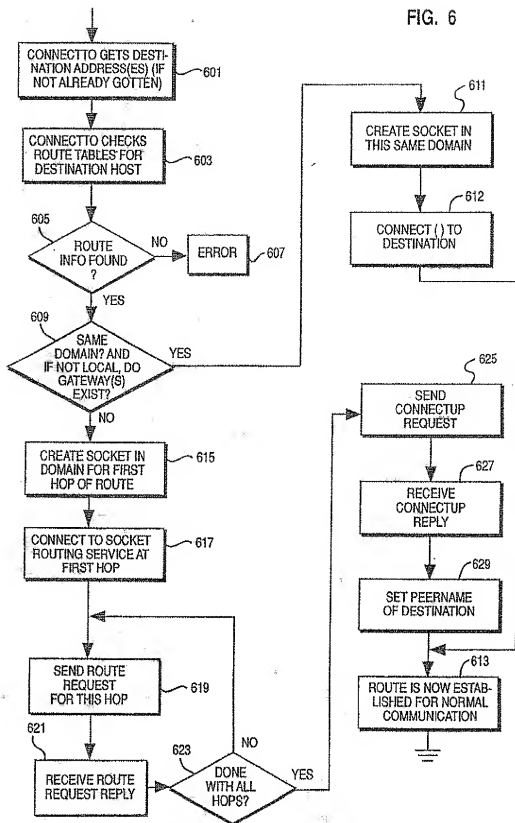 FIG. 6
CONNECTTO GETS DESTI-
NATION ADDRESS(ES) (IF
NOT ALREADY GOTTEN)
601
CONNECTTO CHECKS
ROUTE TABLES FOR
DESTINATION HOST
603
605
ROUTE
INFO FOUND
?
NO
ERROR
607
YES
609
SAME
DOMAIN? AND
IF NOT LOCAL, DO
GATEWAY(S)
EXIST?
YES
NO
611
CREATE SOCKET IN
THIS SAME DOMAIN
612
CONNECT ( ) TO
DESTINATION
CREATE SOCKET IN
DOMAIN FOR FIRST
HOP OF ROUTE
615
CONNECT TO SOCKET
ROUTING SERVICE AT
FIRST HOP
617
SEND ROUTE
REQUEST
FOR THIS HOP
619
621
RECEIVE ROUTE
REQUEST REPLY
623
DONE
WITH ALL
HOPS?
NO
YES
625
SEND
CONNECTUP
REQUEST
627
RECEIVE
CONNECTUP
REPLY
629
SET PEERNAME
OF DESTINATION
613
ROUTE IS NOW ESTAB-
LISHED FOR NORMAL
COMMUNICATION